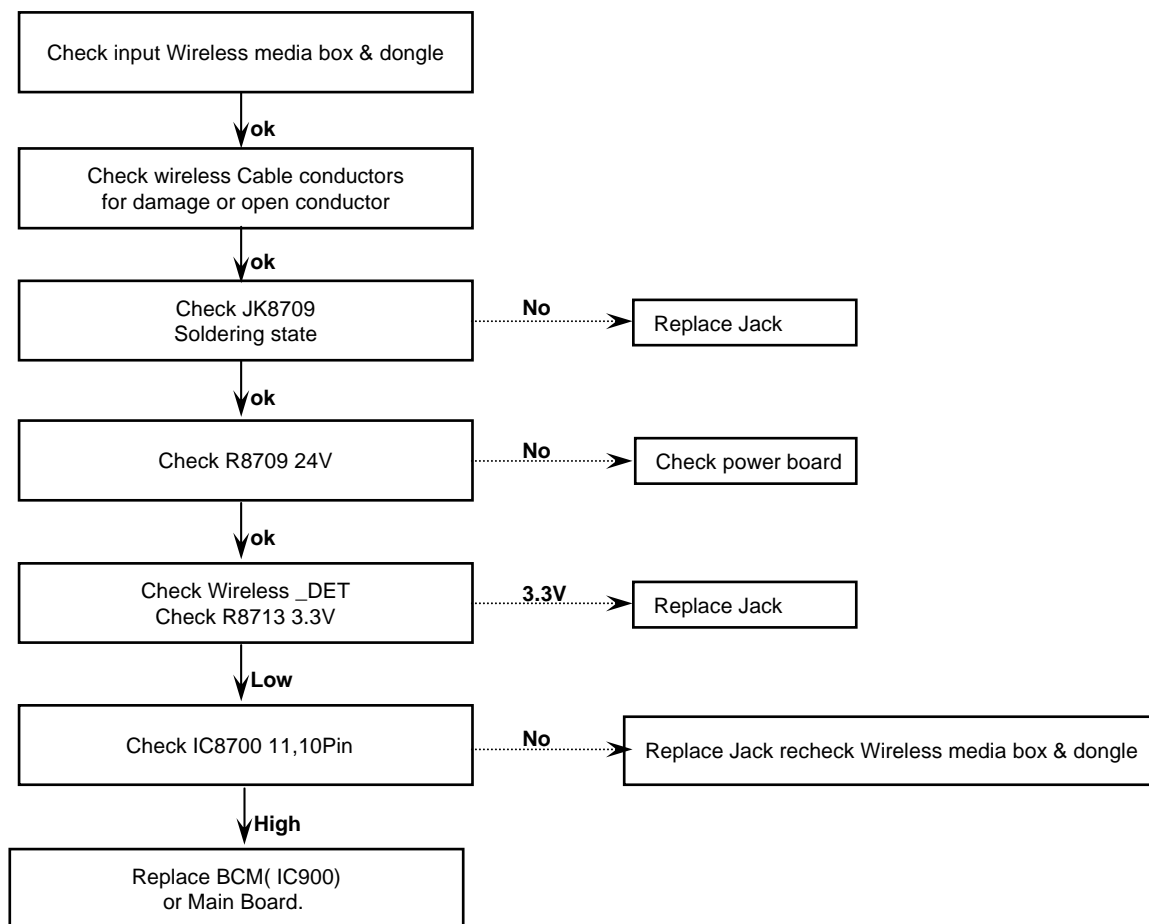 Check input Wireless media box & dongle
ok
Check wireless Cable conductors
for damage or open conductor
ok
Check JK8709
Soldering state
No
Replace Jack
ok
Check R8709 24V
No
Check power board
ok
Check Wireless _DET
Check R8713 3.3V
3.3V
Replace Jack
Low
Check IC8700 11,10Pin
No
Replace Jack recheck Wireless media box & dongle
High
Replace BCM( IC900)
or Main Board.